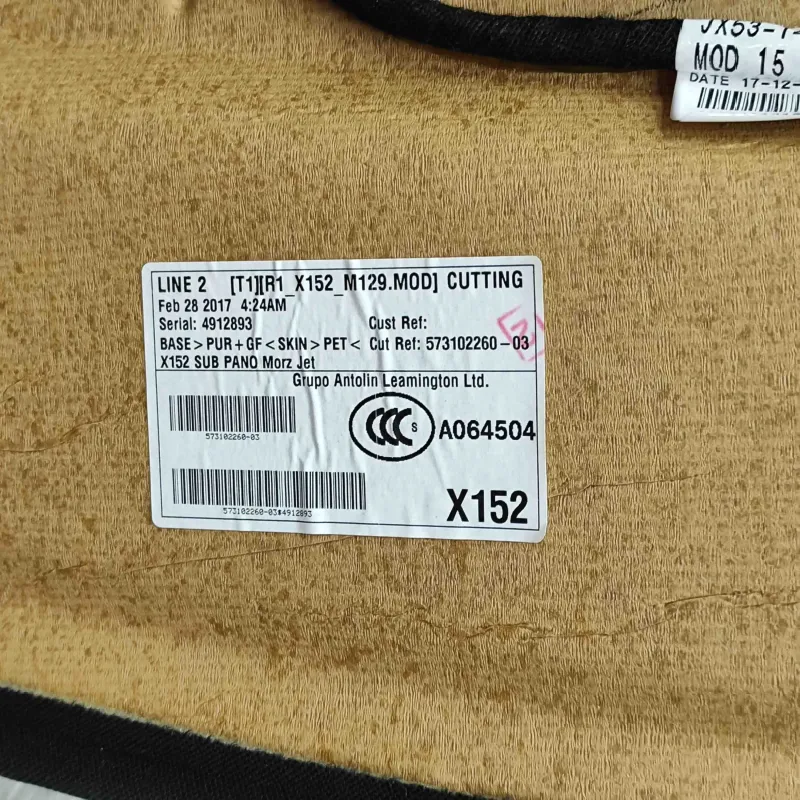 MOD 15
DATE 17-12-
LINE 2 [T1][R1_X152_M129.MOD] CUTTING
Feb 28 2017 4:24AM
Serial: 4912893 Cust Ref:
BASE>PUR+GF<SKIN>PET< Cut Ref: 573102260-03
X152 SUB PANO Morz Jet
Grupo Antolin Leamington Ltd.
573102260-03
CCC S A064504
573102260-03#4912893
X152